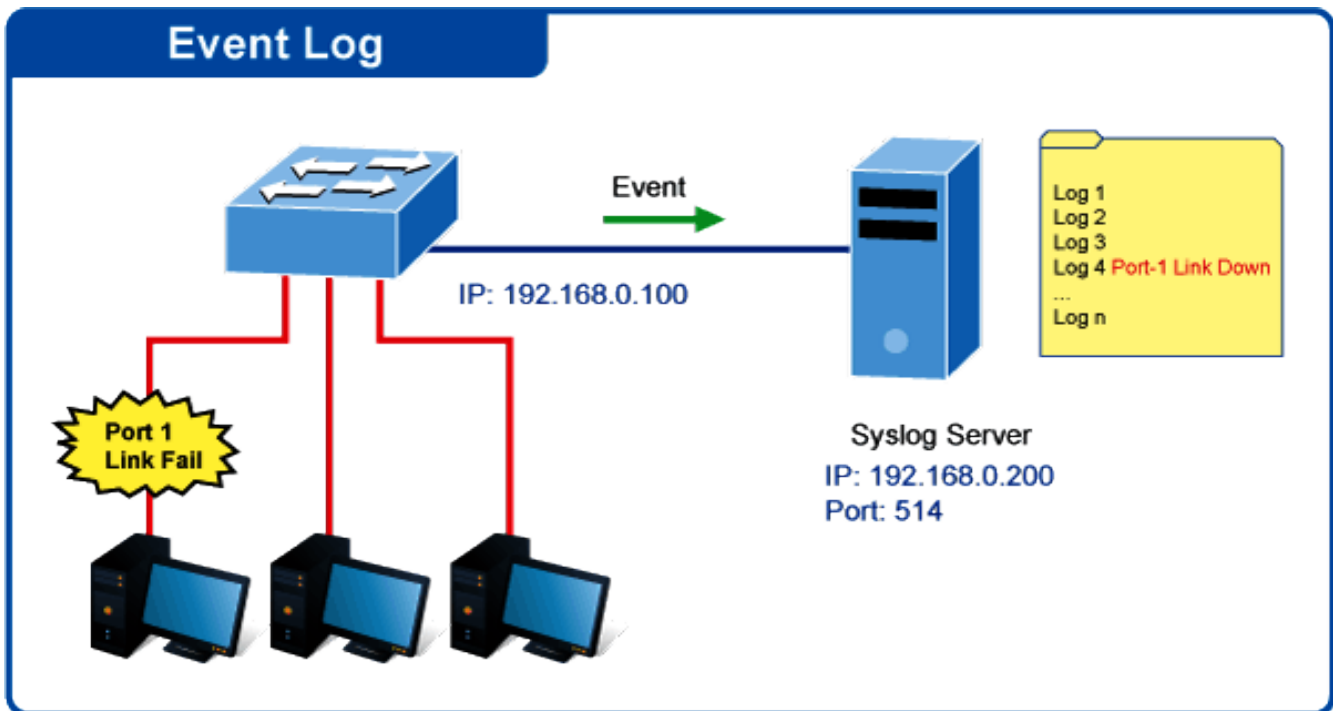 Event Log
Event
IP: 192.168.0.100
Port 1
Link Fail
Log 1
Log 2
Log 3
Log 4 Port-1 Link Down
...
Log n
Syslog Server
IP: 192.168.0.200
Port: 514